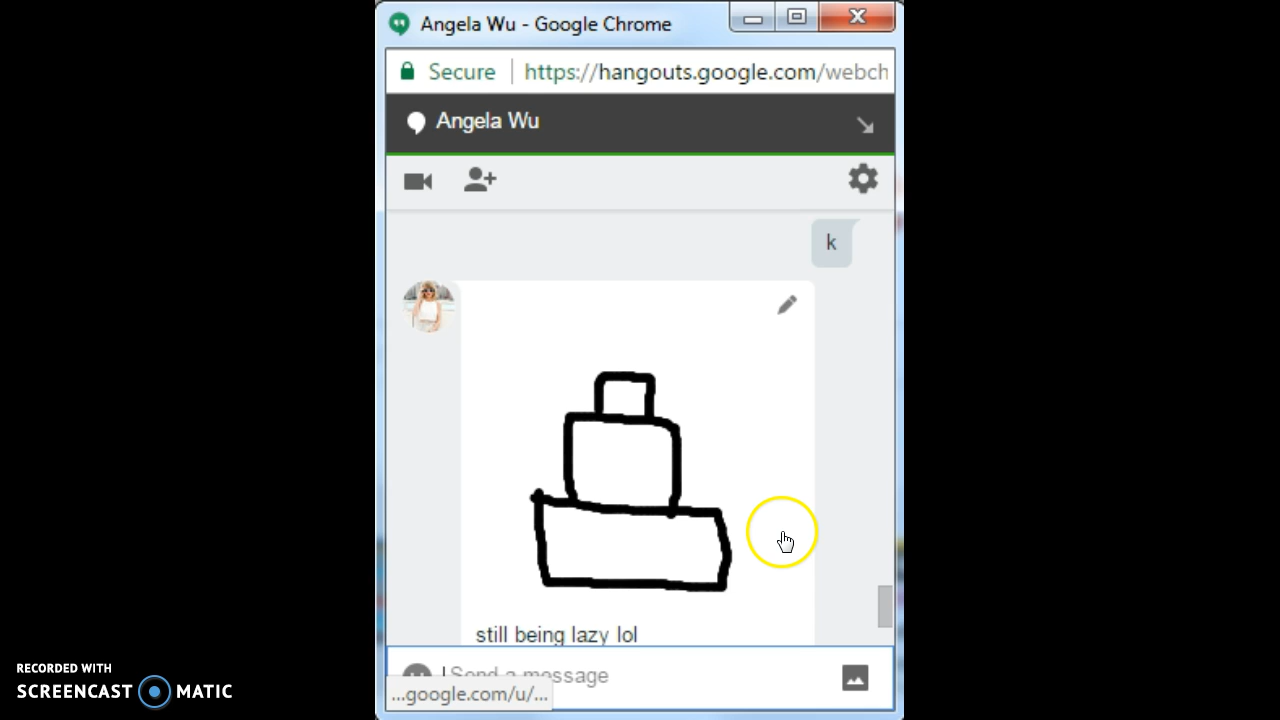 Angela Wu - Google Chrome
Secure https://hangouts.google.com/webch
Angela Wu
k
still being lazy lol
Send a message
...google.com/u/...
RECORDED WITH
SCREENCAST MATIC